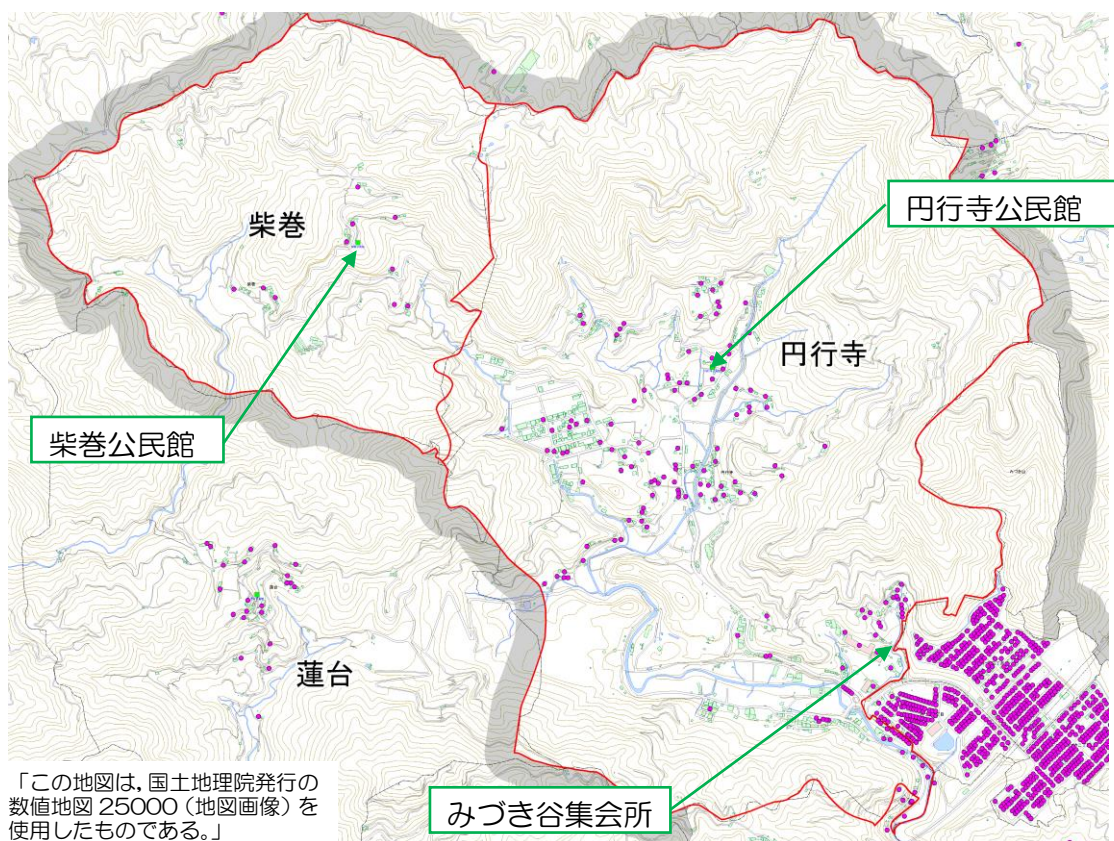 柴巻
円行寺公民館
円行寺
柴巻公民館
蓮台
みづき谷集会所
「この地図は，国土地理院発行の
数値地図 25000（地図画像）を
使用したものである。」